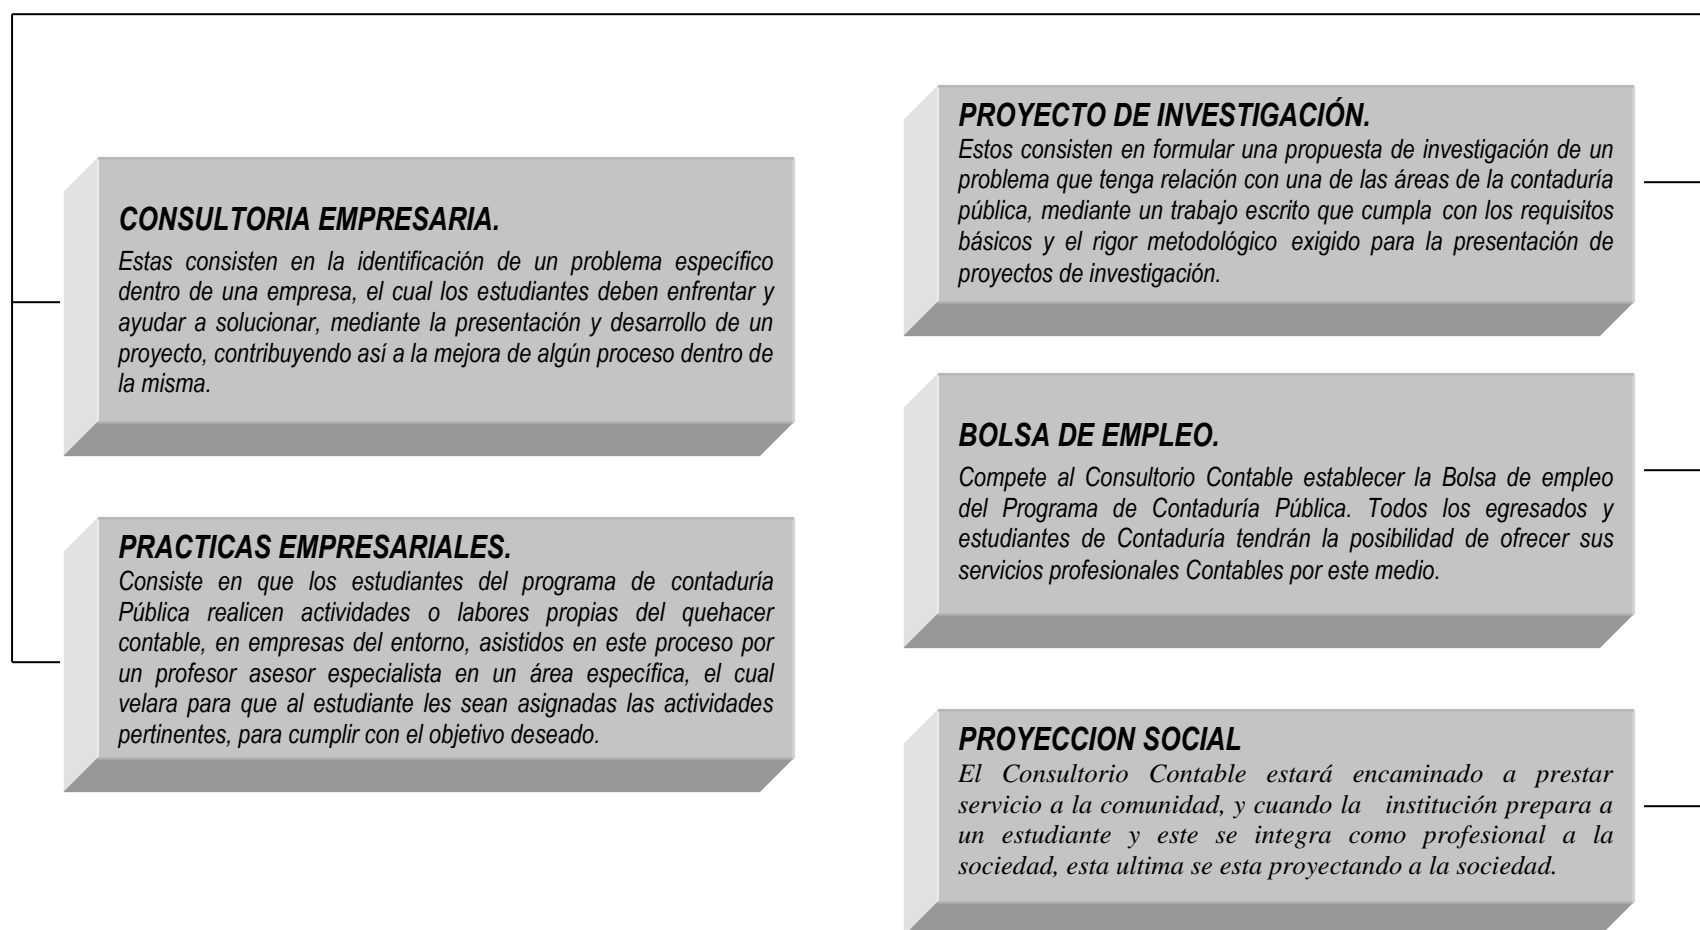 CONSULTORIA EMPRESARIA.
Estas consisten en la identificación de un problema específico
dentro de una empresa, el cual los estudiantes deben enfrentar y
ayudar a solucionar, mediante la presentación y desarrollo de un
proyecto, contribuyendo así a la mejora de algún proceso dentro de
la misma.
PRACTICAS EMPRESARIALES.
Consiste en que los estudiantes del programa de contaduría
Pública realicen actividades o labores propias del quehacer
contable, en empresas del entorno, asistidos en este proceso por
un profesor asesor especialista en un área específica, el cual
velara para que al estudiante les sean asignadas las actividades
pertinentes, para cumplir con el objetivo deseado.
PROYECTO DE INVESTIGACIÓN.
Estos consisten en formular una propuesta de investigación de un
problema que tenga relación con una de las áreas de la contaduría
pública, mediante un trabajo escrito que cumpla con los requisitos
básicos y el rigor metodológico exigido para la presentación de
proyectos de investigación.
BOLSA DE EMPLEO.
Compete al Consultorio Contable establecer la Bolsa de empleo
del Programa de Contaduría Pública. Todos los egresados y
estudiantes de Contaduría tendrán la posibilidad de ofrecer sus
servicios profesionales Contables por este medio.
PROYECCION SOCIAL
El Consultorio Contable estará encaminado a prestar
servicio a la comunidad, y cuando la institución prepara a
un estudiante y este se integra como profesional a la
sociedad, esta ultima se esta proyectando a la sociedad.